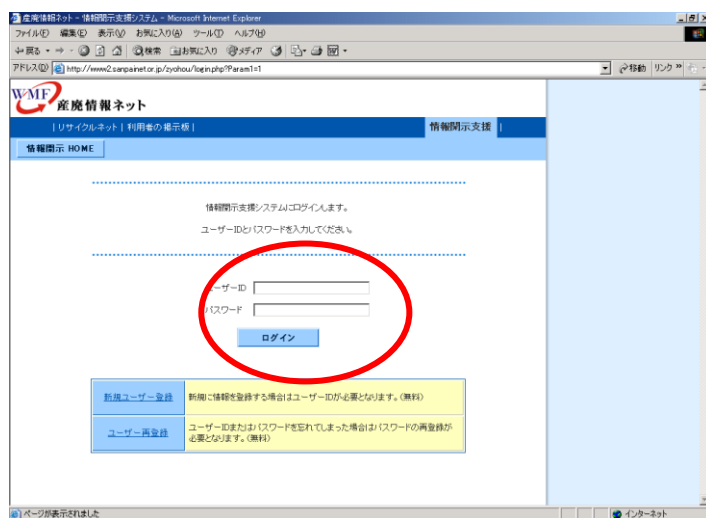 産廃情報ネット - 情報開示支援システム - Microsoft Internet Explorer
ファイル(F) 編集(E) 表示(V) お気に入り(A) ツール(T) ヘルプ(H)
戻る 検索 お気に入り メディア
アドレス(D) http://www2.sanpainet.or.jp/zyohou/login.php?Param1=1 移動 リンク »
WMF
産廃情報ネット
| リサイクルネット | 利用者の掲示板 | 情報開示支援 |
情報開示 HOME
情報開示支援システムにログインします。
ユーザーIDとパスワードを入力してください。
ユーザーID
パスワード
ログイン
新規ユーザー登録 新規に情報を登録する場合はユーザーIDが必要となります。(無料)
ユーザー再登録 ユーザーIDまたはパスワードを忘れてしまった場合はパスワードの再登録が
必要となります。(無料)
ページが表示されました インターネット